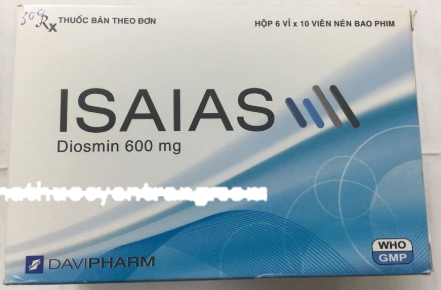 Rx THUỐC BÁN THEO ĐƠN
HỘP 6 VỈ x 10 VIÊN NÉN BAO PHIM
ISAIAS
Diosmin 600 mg
DAVIPHARM
WHO
GMP